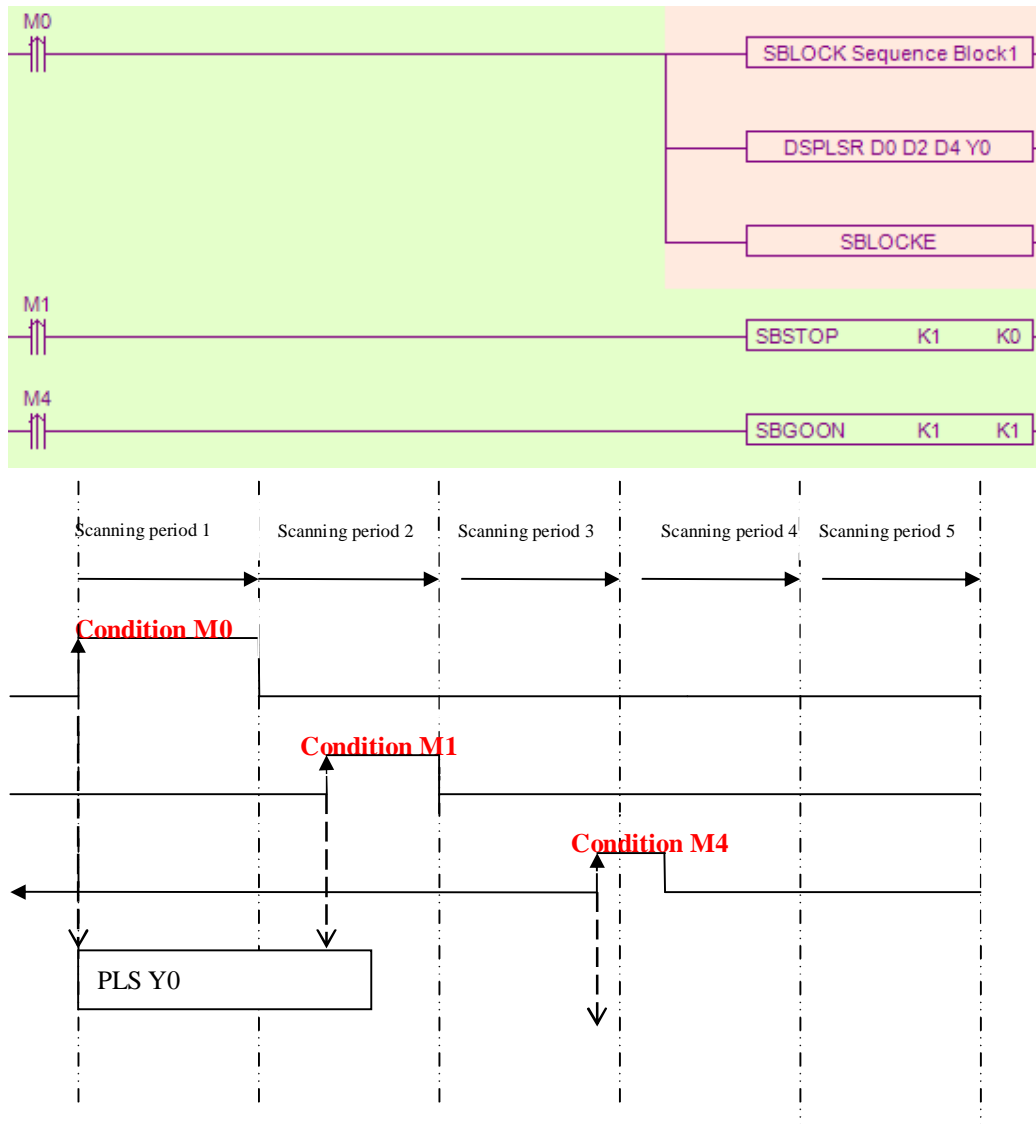 M0
SBLOCK Sequence Block1
DSPLSR D0 D2 D4 Y0
SBLOCKE
M1
SBSTOP K1 K0
M4
SBGOON K1 K1
Scanning period 1 Scanning period 2 Scanning period 3 Scanning period 4 Scanning period 5
Condition M0
Condition M1
Condition M4
PLS Y0